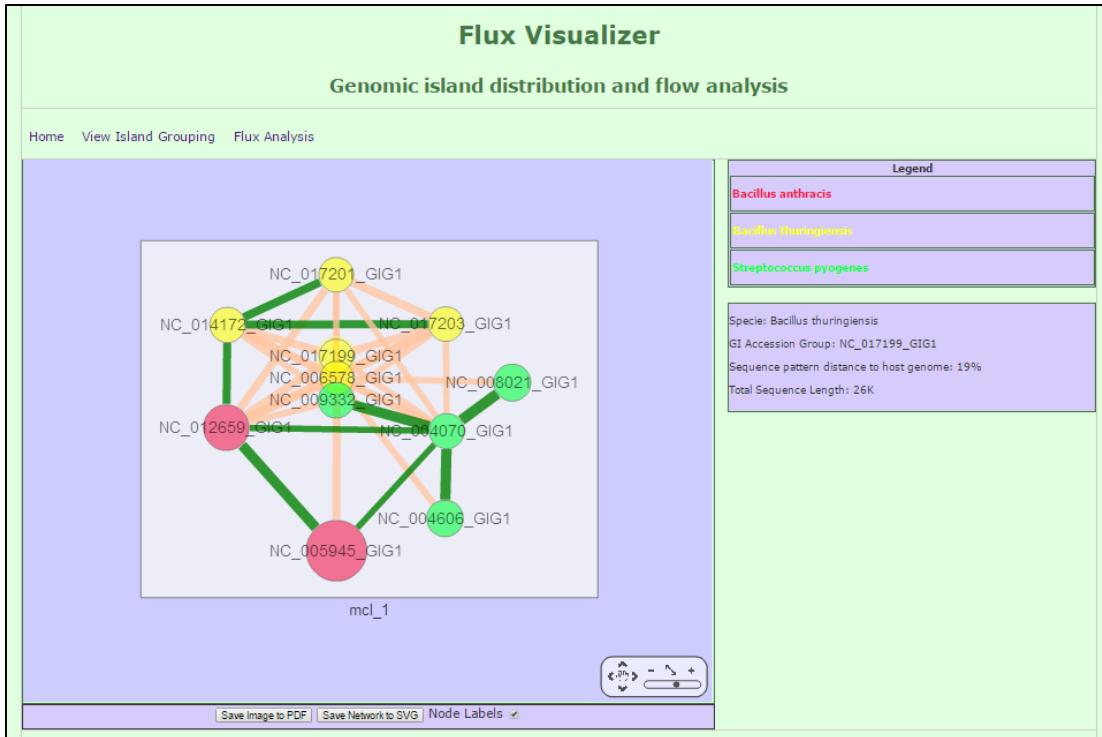 Flux Visualizer
Genomic island distribution and flow analysis
Home View Island Grouping Flux Analysis
Legend
Bacillus anthracis
Bacillus thuringiensis
Streptococcus pyogenes
Specie: Bacillus thuringiensis
GI Accession Group: NC_017199_GIG1
Sequence pattern distance to host genome: 19%
Total Sequence Length: 26K
NC_017201_GIG1
NC_014172_GIG1
NC_017203_GIG1
NC_017199_GIG1
NC_006578_GIG1
NC_008021_GIG1
NC_009332_GIG1
NC_012659_GIG1
NC_004070_GIG1
NC_004606_GIG1
NC_005945_GIG1
mcl_1
Save Image to PDF Save Network to SVG Node Labels